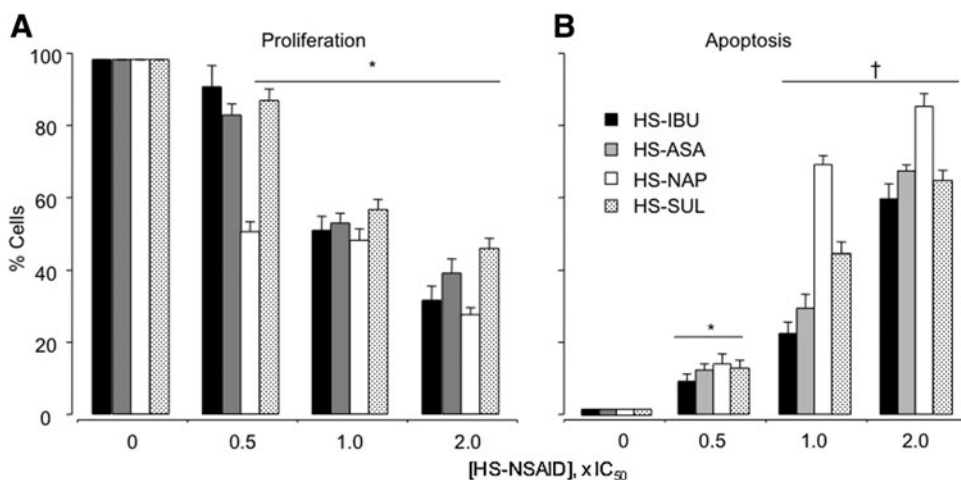 A
Proliferation
*
100
80
60
40
20
0
% Cells
0 0.5 1.0 2.0
B
Apoptosis
†
HS-IBU
HS-ASA
HS-NAP
HS-SUL
*
0 0.5 1.0 2.0
[HS-NSAID], x IC50